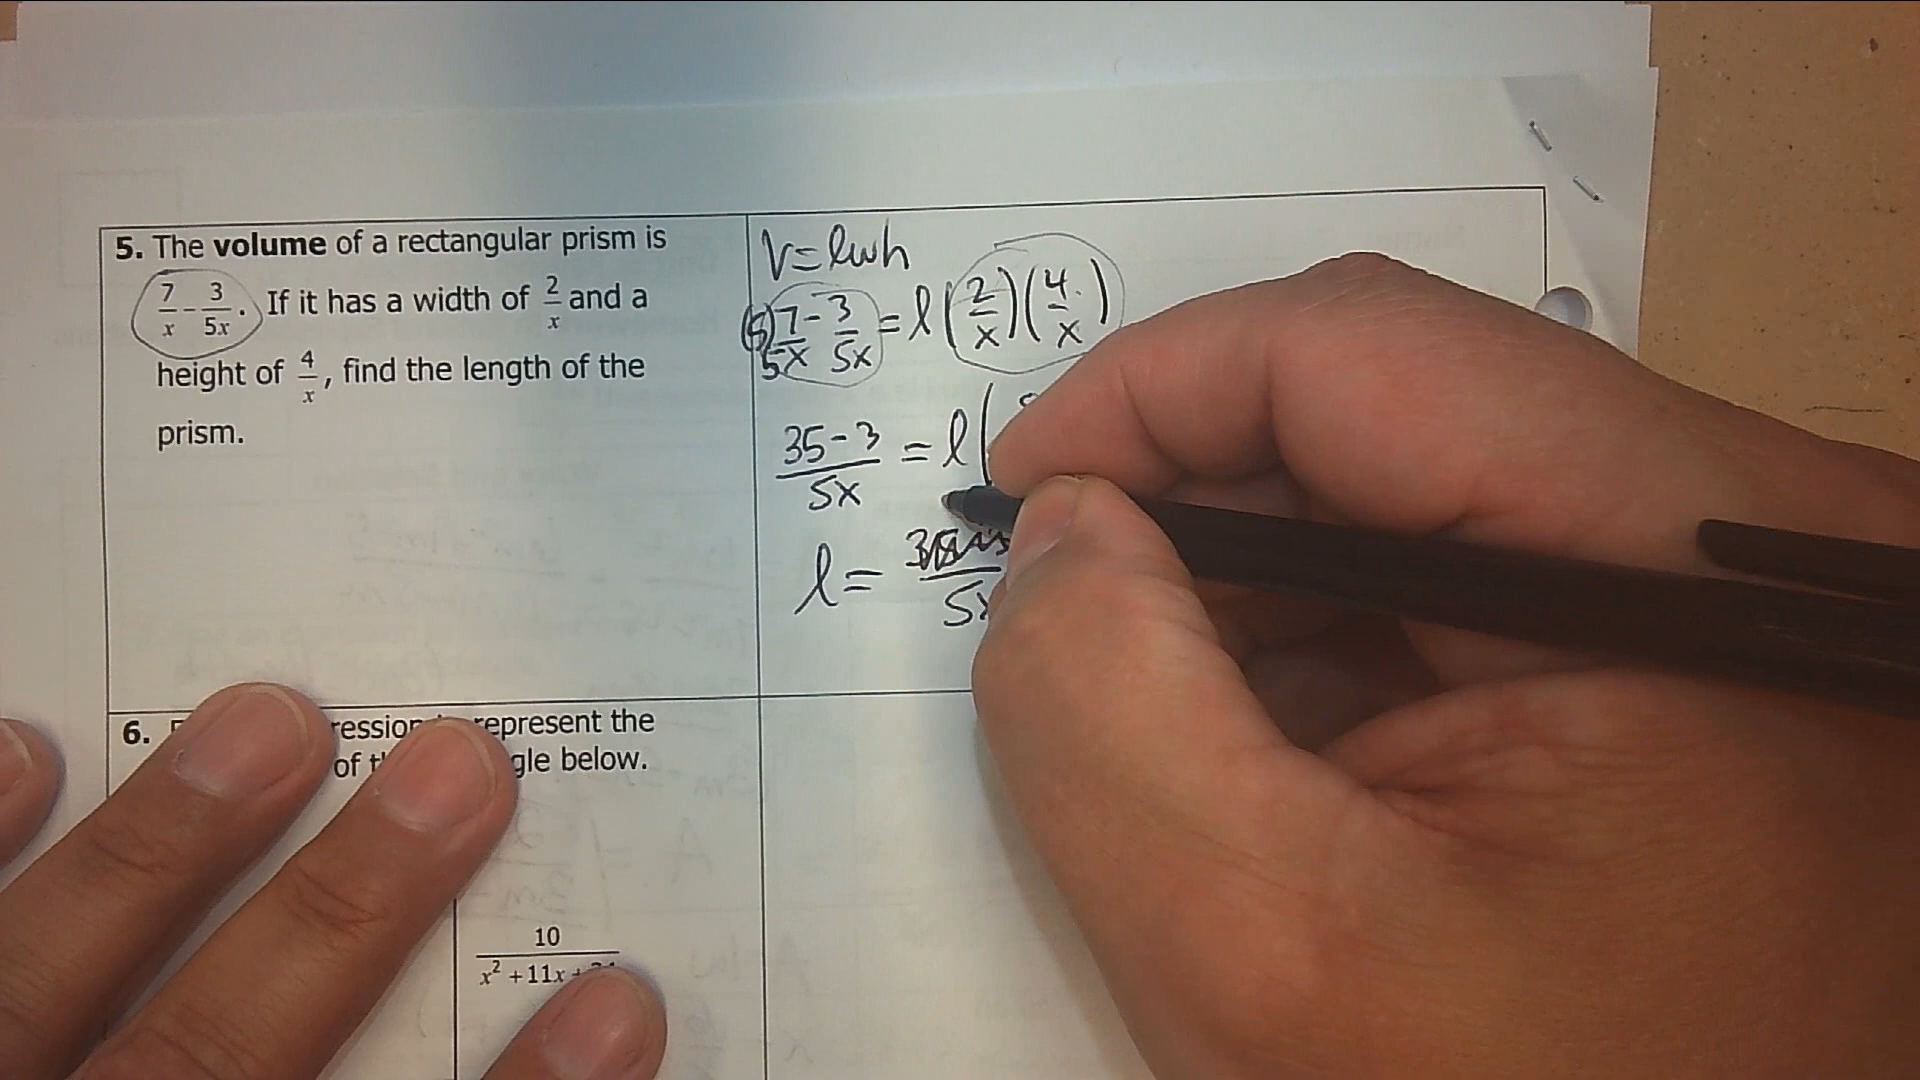 5. The volume of a rectangular prism is
7/x - 3/5x. If it has a width of 2/x and a
height of 4/x, find the length of the
prism.
V=lwh
(5)7/5x - 3/5x = l(2/x)(4/x)
35-3/5x = l(
l = /5x
6.
represent the
of
below.
10
x² +11x +